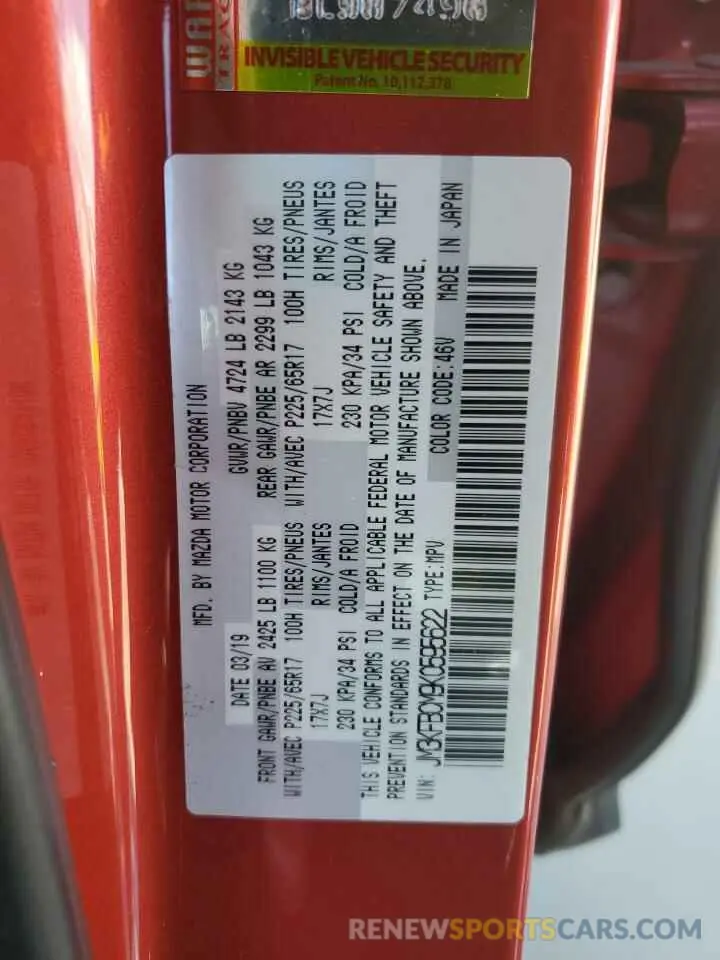 BC9W07490
INVISIBLE VEHICLE SECURITY
Patent No. 10,112,378
MFD. BY MAZDA MOTOR CORPORATION
DATE 03/19 GVWR/PNBV 4724 LB 2143 KG
FRONT GAWR/PNBE AV 2425 LB 1100 KG REAR GAWR/PNBE AR 2299 LB 1043 KG
WITH/AVEC P225/65R17 100H TIRES/PNEUS WITH/AVEC P225/65R17 100H TIRES/PNEUS
17X7J RIMS/JANTES 17X7J RIMS/JANTES
230 KPA/34 PSI COLD/A FROID 230 KPA/34 PSI COLD/A FROID
THIS VEHICLE CONFORMS TO ALL APPLICABLE FEDERAL MOTOR VEHICLE SAFETY AND THEFT
PREVENTION STANDARDS IN EFFECT ON THE DATE OF MANUFACTURE SHOWN ABOVE.
VIN: TYPE:MPV COLOR CODE:46V MADE IN JAPAN
RENEWSPORTSCARS.COM